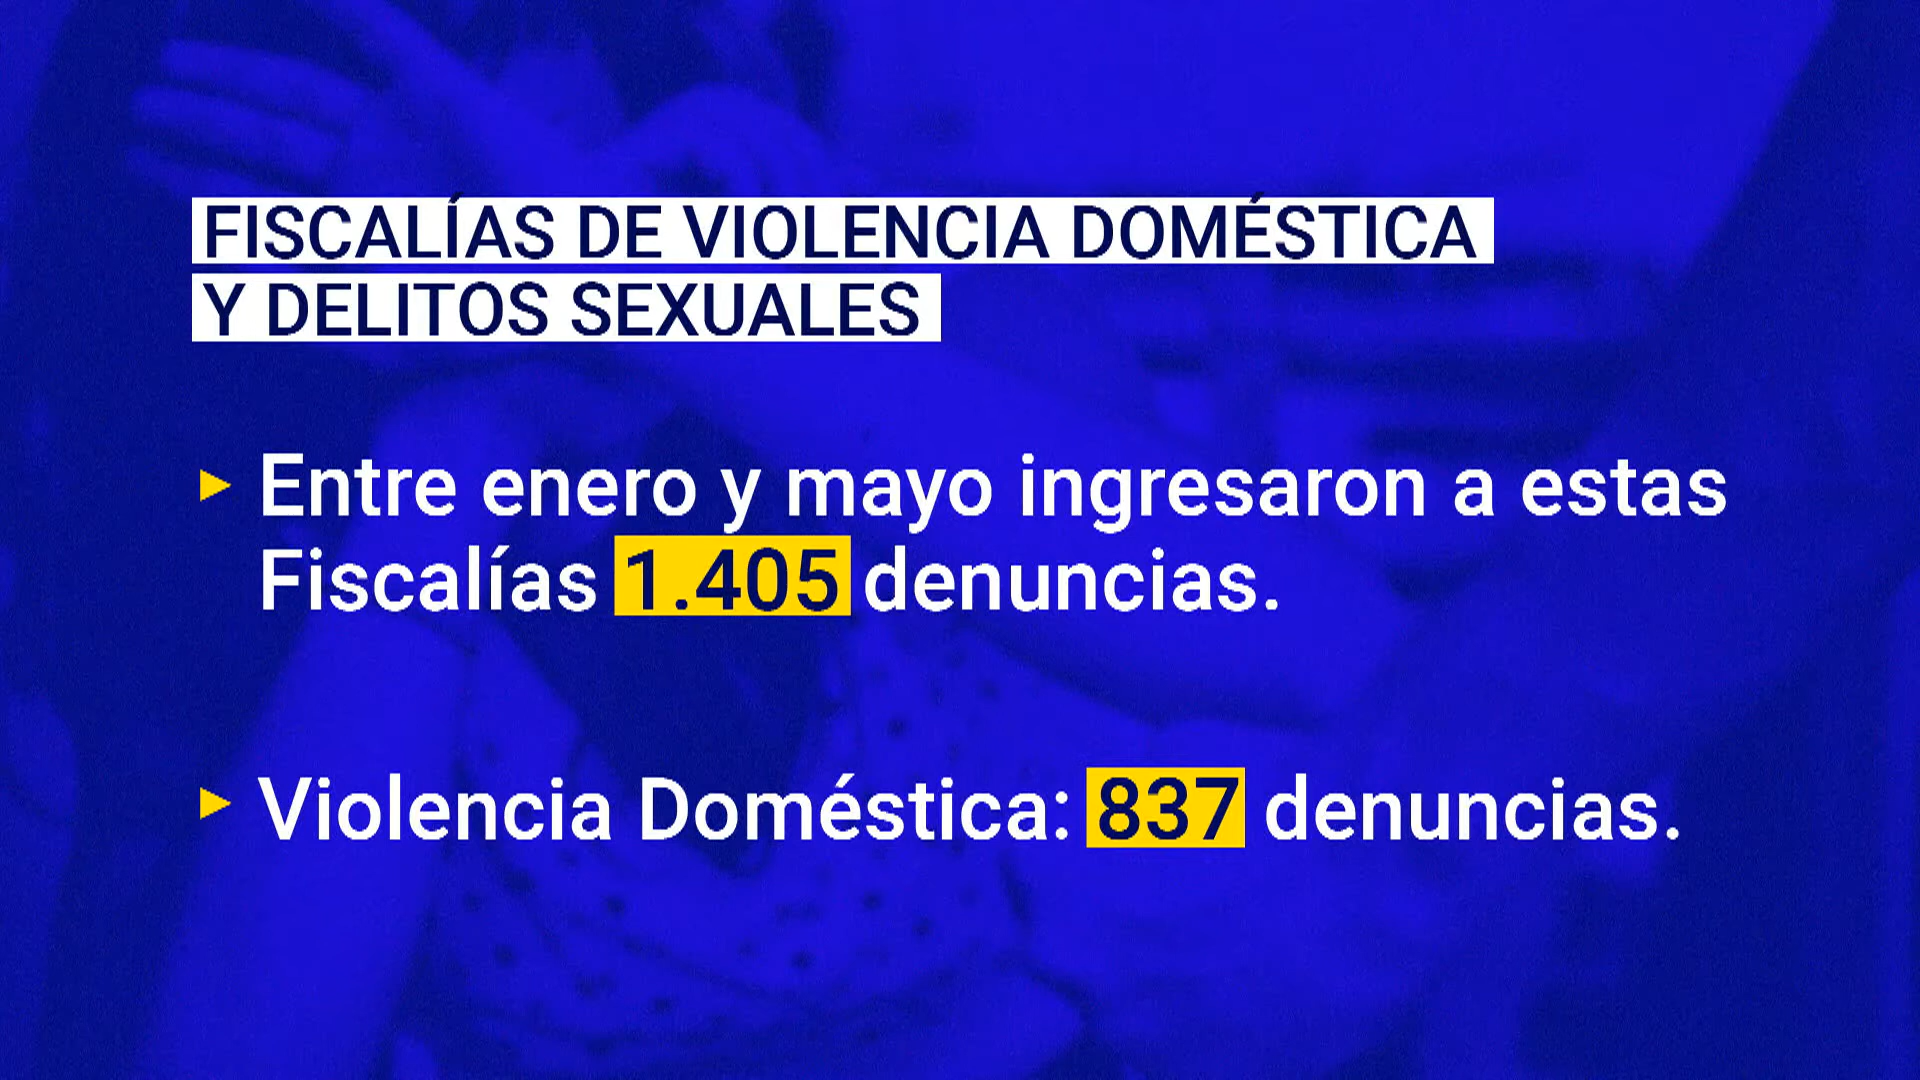 FISCALÍAS DE VIOLENCIA DOMÉSTICA
Y DELITOS SEXUALES
Entre enero y mayo ingresaron a estas
Fiscalías 1.405 denuncias.
Violencia Doméstica: 837 denuncias.